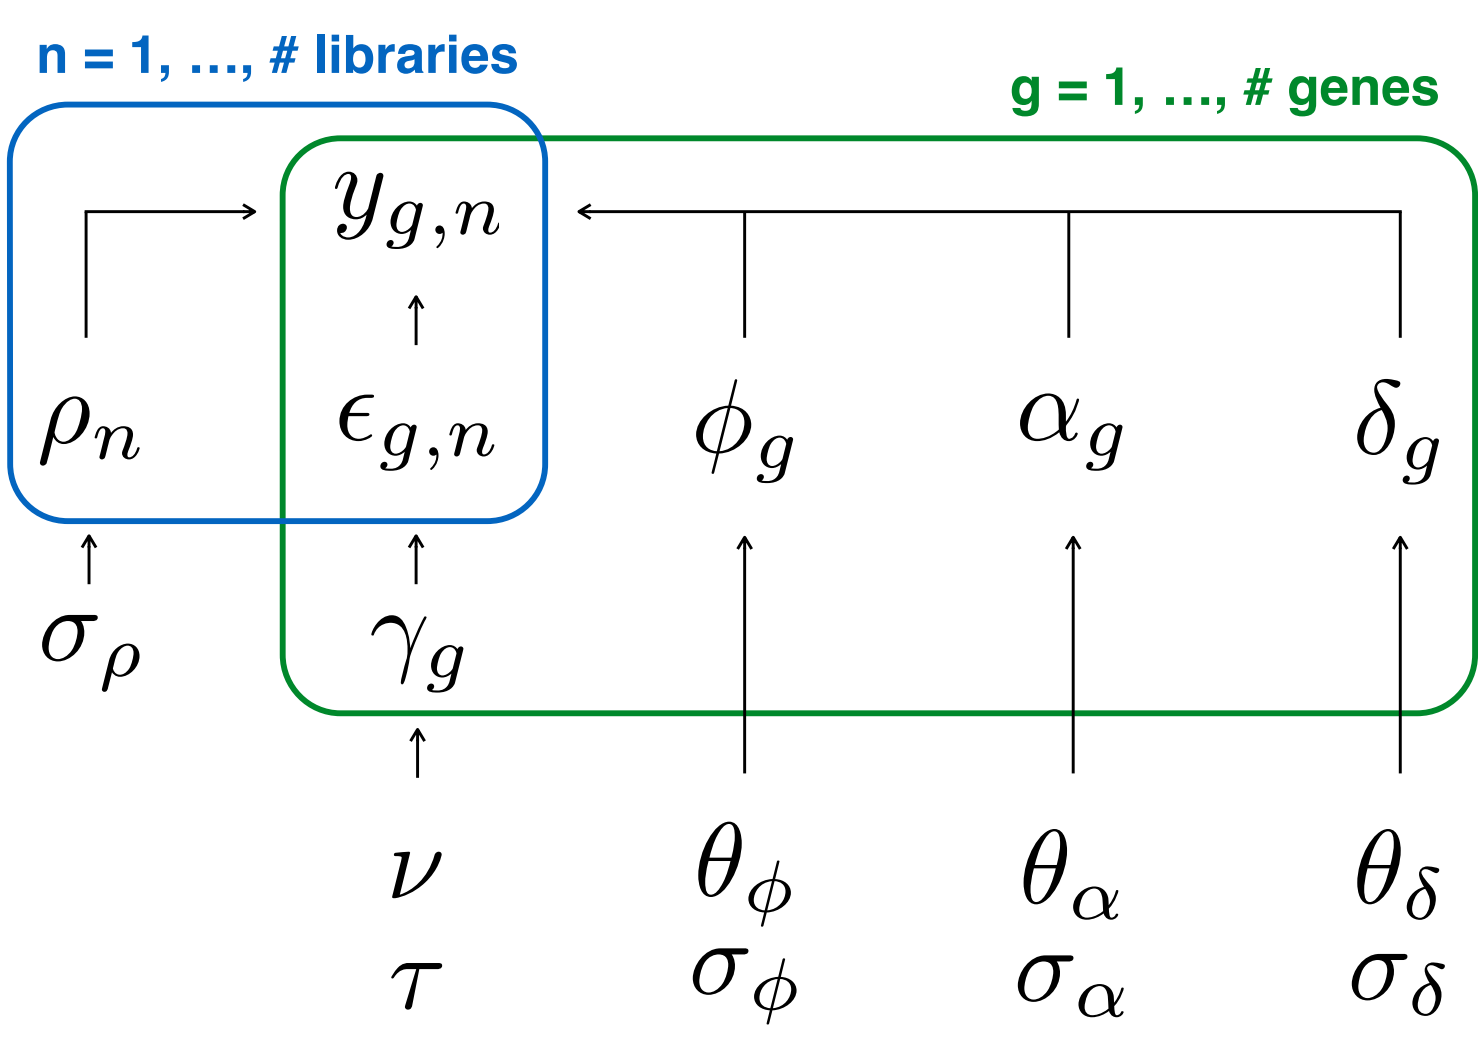 n = 1, ..., # libraries
g = 1, ..., # genes
y_{g,n}
ρ_n ϵ_{g,n} ϕ_g α_g δ_g
σ_ρ γ_g
ν θ_ϕ θ_α θ_δ
τ σ_ϕ σ_α σ_δ